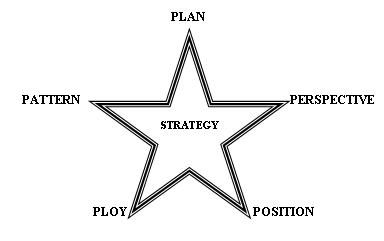 PLAN
PATTERN
PERSPECTIVE
STRATEGY
PLOY
POSITION